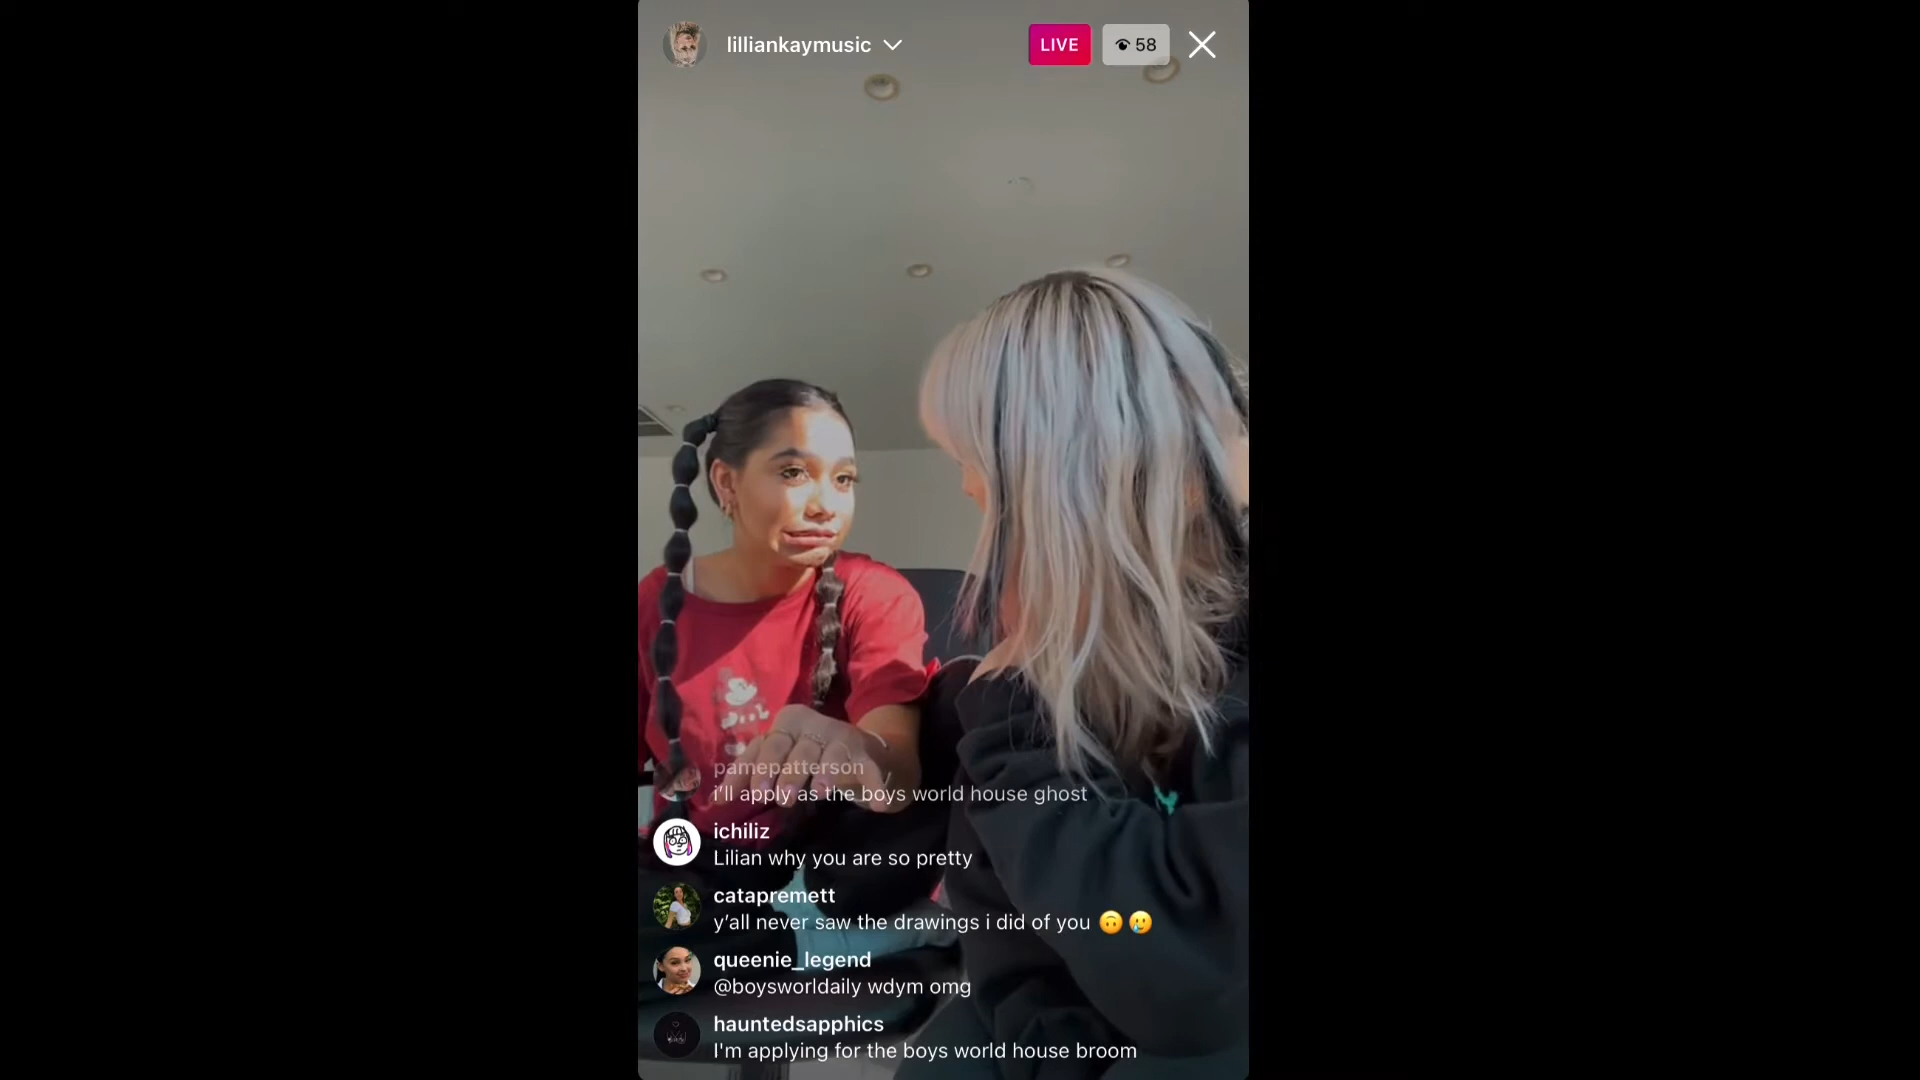 lilliankaymusic
LIVE
58
pamepatterson
i'll apply as the boys world house ghost
ichiliz
Lilian why you are so pretty
catapremett
y'all never saw the drawings i did of you 🙃 🥲
queenie_legend
@boysworldaily wdym omg
hauntedsapphics
I'm applying for the boys world house broom